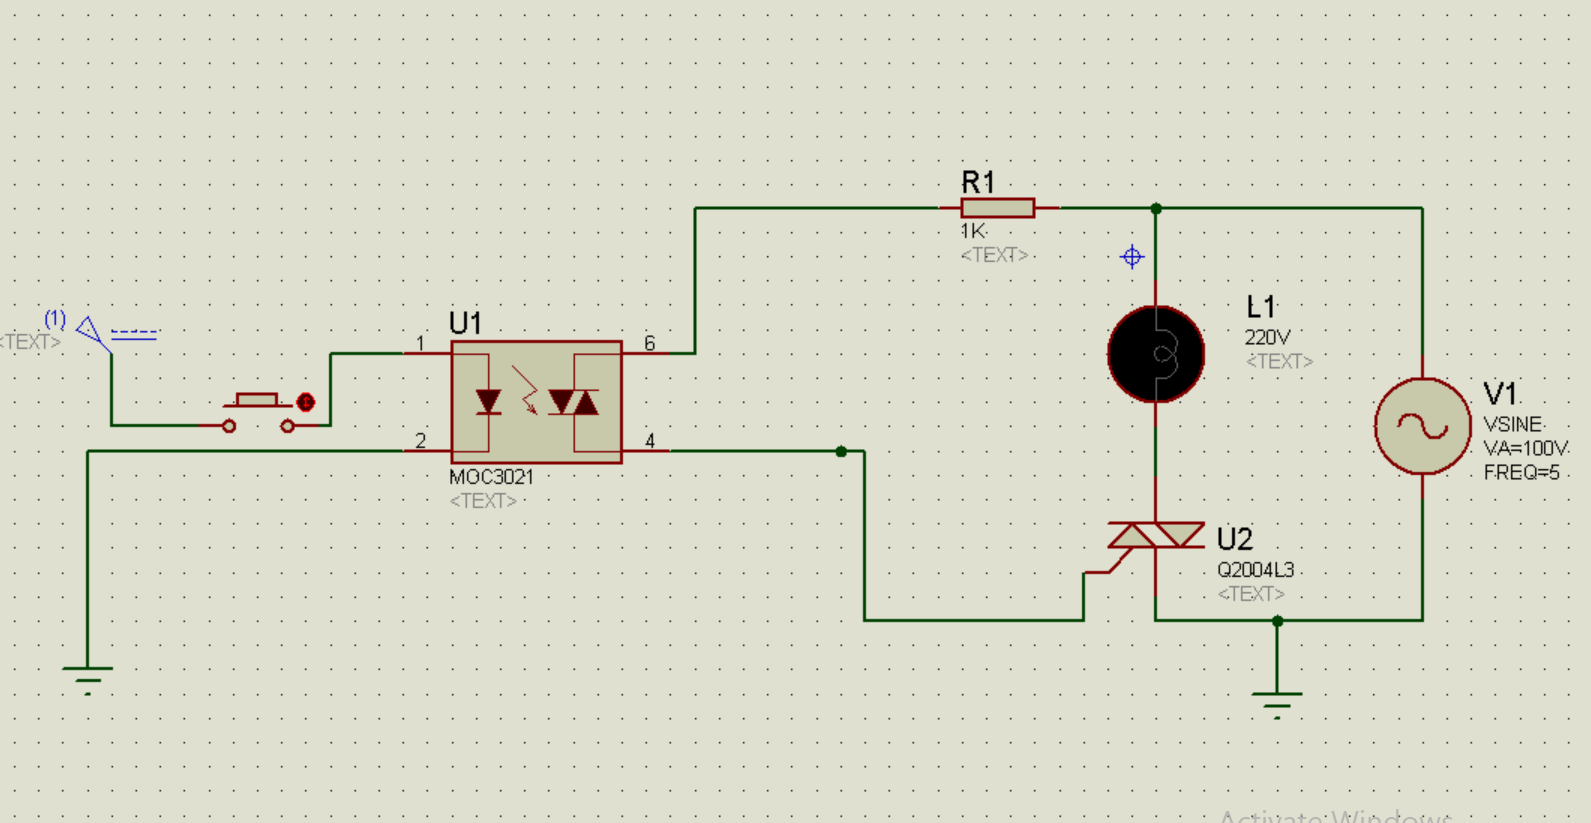 R1
1K
<TEXT>
(1)
<TEXT>
U1
1
6
2
4
MOC3021
<TEXT>
L1
220V
<TEXT>
V1
VSINE
VA=100V
FREQ=5
U2
Q2004L3
<TEXT>
Activate Windows